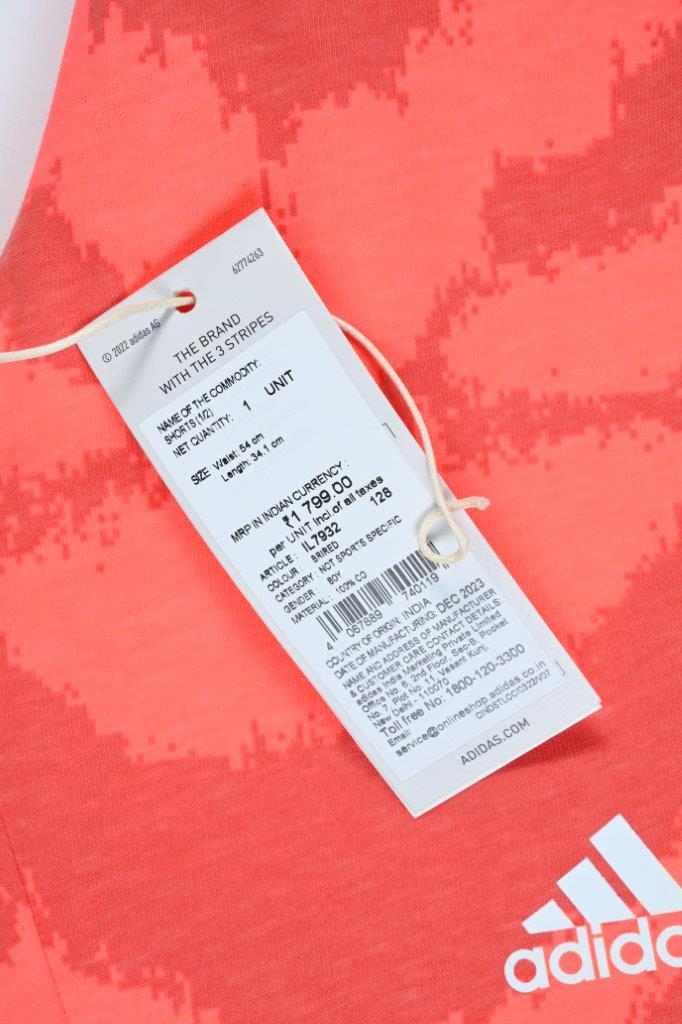 62774263
© 2022 adidas AG
THE BRAND
WITH THE 3 STRIPES
NAME OF THE COMMODITY:
SHORTS (1/2)
NET QUANTITY: 1 UNIT
SIZE: Waist: 54 cm
Length: 34.1 cm
MRP IN INDIAN CURRENCY :
₹1 799.00
per UNIT incl.of all taxes
ARTICLE : IL7932 128
COLOUR : BRIRED
CATEGORY : NOT SPORTS SPECIFIC
GENDER : BOY
MATERIAL : 100% CO
4 067889 740119
COUNTRY OF ORIGIN: INDIA
DATE OF MANUFACTURING: DEC 2023
NAME AND ADDRESS OF MANUFACTURER
& CUSTOMER CARE CONTACT DETAILS:
adidas India Marketing Private Limited
Office No. 6, 2nd Floor, Sec-B, Pocket
No. 7, Plot No. 11, Vasant Kunj,
New Delhi - 110070
Toll free No: 1800-120-3300
Email:
service@onlineshop.adidas.co.in
ADIDAS.COM
adidas